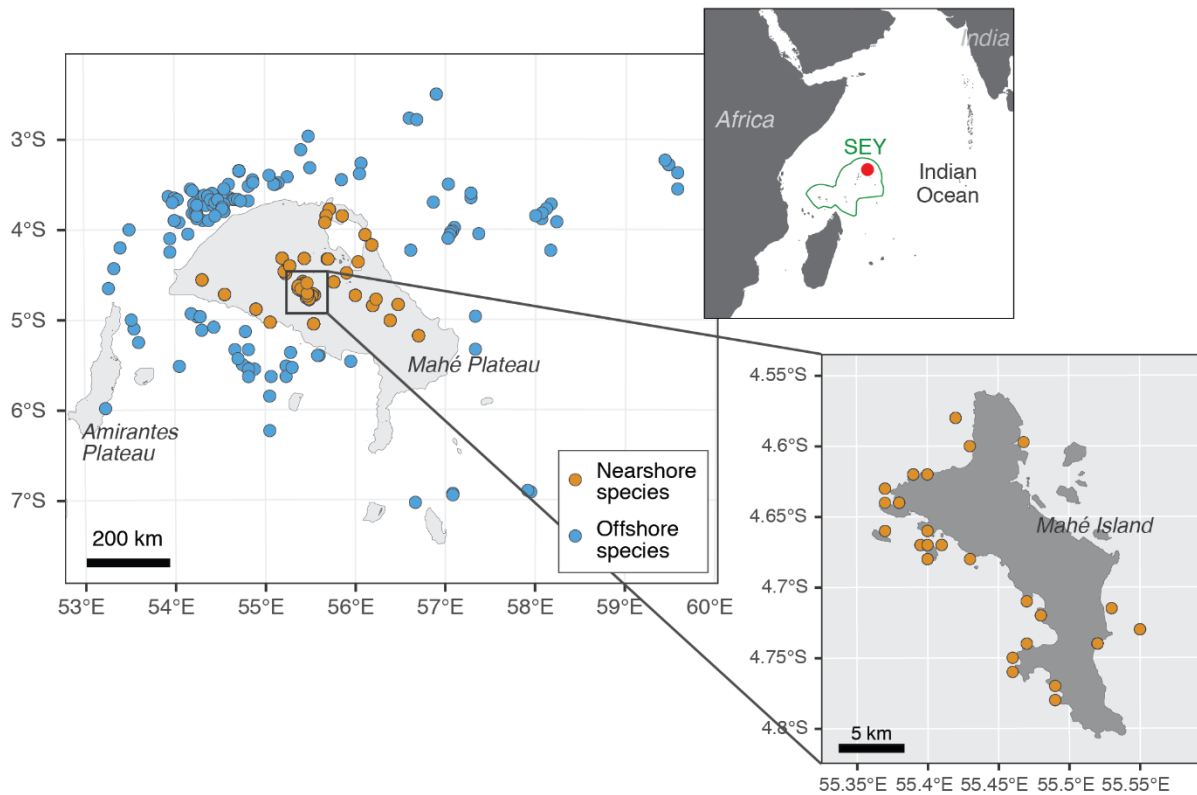 India
Africa
SEY
Indian
Ocean
3°S
4°S
5°S
6°S
7°S
Mahé Plateau
Amirantes
Plateau
Nearshore
species
Offshore
species
200 km
53°E
54°E
55°E
56°E
57°E
58°E
59°E
60°E
4.55°S
4.6°S
4.65°S
4.7°S
4.75°S
4.8°S
Mahé Island
5 km
55.35°E
55.4°E
55.45°E
55.5°E
55.55°E